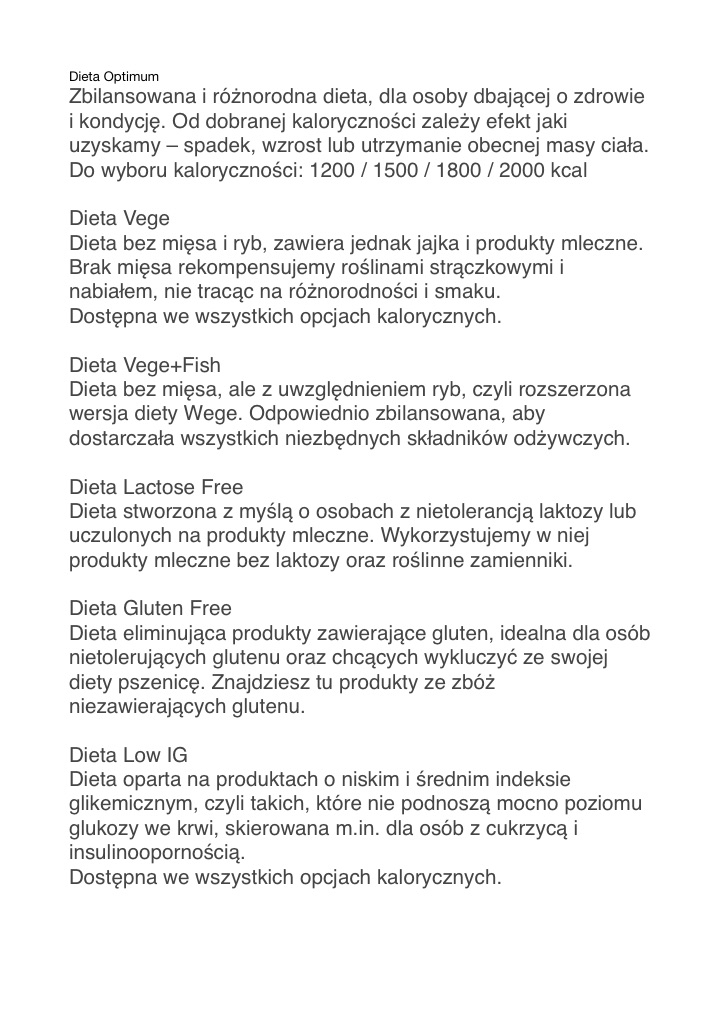 Dieta Optimum
Zbilansowana i różnorodna dieta, dla osoby dbającej o zdrowie
i kondycję. Od dobranej kaloryczności zależy efekt jaki
uzyskamy – spadek, wzrost lub utrzymanie obecnej masy ciała.
Do wyboru kaloryczności: 1200 / 1500 / 1800 / 2000 kcal
Dieta Vege
Dieta bez mięsa i ryb, zawiera jednak jajka i produkty mleczne.
Brak mięsa rekompensujemy roślinami strączkowymi i
nabiałem, nie tracąc na różnorodności i smaku.
Dostępna we wszystkich opcjach kalorycznych.
Dieta Vege+Fish
Dieta bez mięsa, ale z uwzględnieniem ryb, czyli rozszerzona
wersja diety Wege. Odpowiednio zbilansowana, aby
dostarczała wszystkich niezbędnych składników odżywczych.
Dieta Lactose Free
Dieta stworzona z myślą o osobach z nietolerancją laktozy lub
uczulonych na produkty mleczne. Wykorzystujemy w niej
produkty mleczne bez laktozy oraz roślinne zamienniki.
Dieta Gluten Free
Dieta eliminująca produkty zawierające gluten, idealna dla osób
nietolerujących glutenu oraz chcących wykluczyć ze swojej
diety pszenicę. Znajdziesz tu produkty ze zbóż
niezawierających glutenu.
Dieta Low IG
Dieta oparta na produktach o niskim i średnim indeksie
glikemicznym, czyli takich, które nie podnoszą mocno poziomu
glukozy we krwi, skierowana m.in. dla osób z cukrzycą i
insulinoopornością.
Dostępna we wszystkich opcjach kalorycznych.